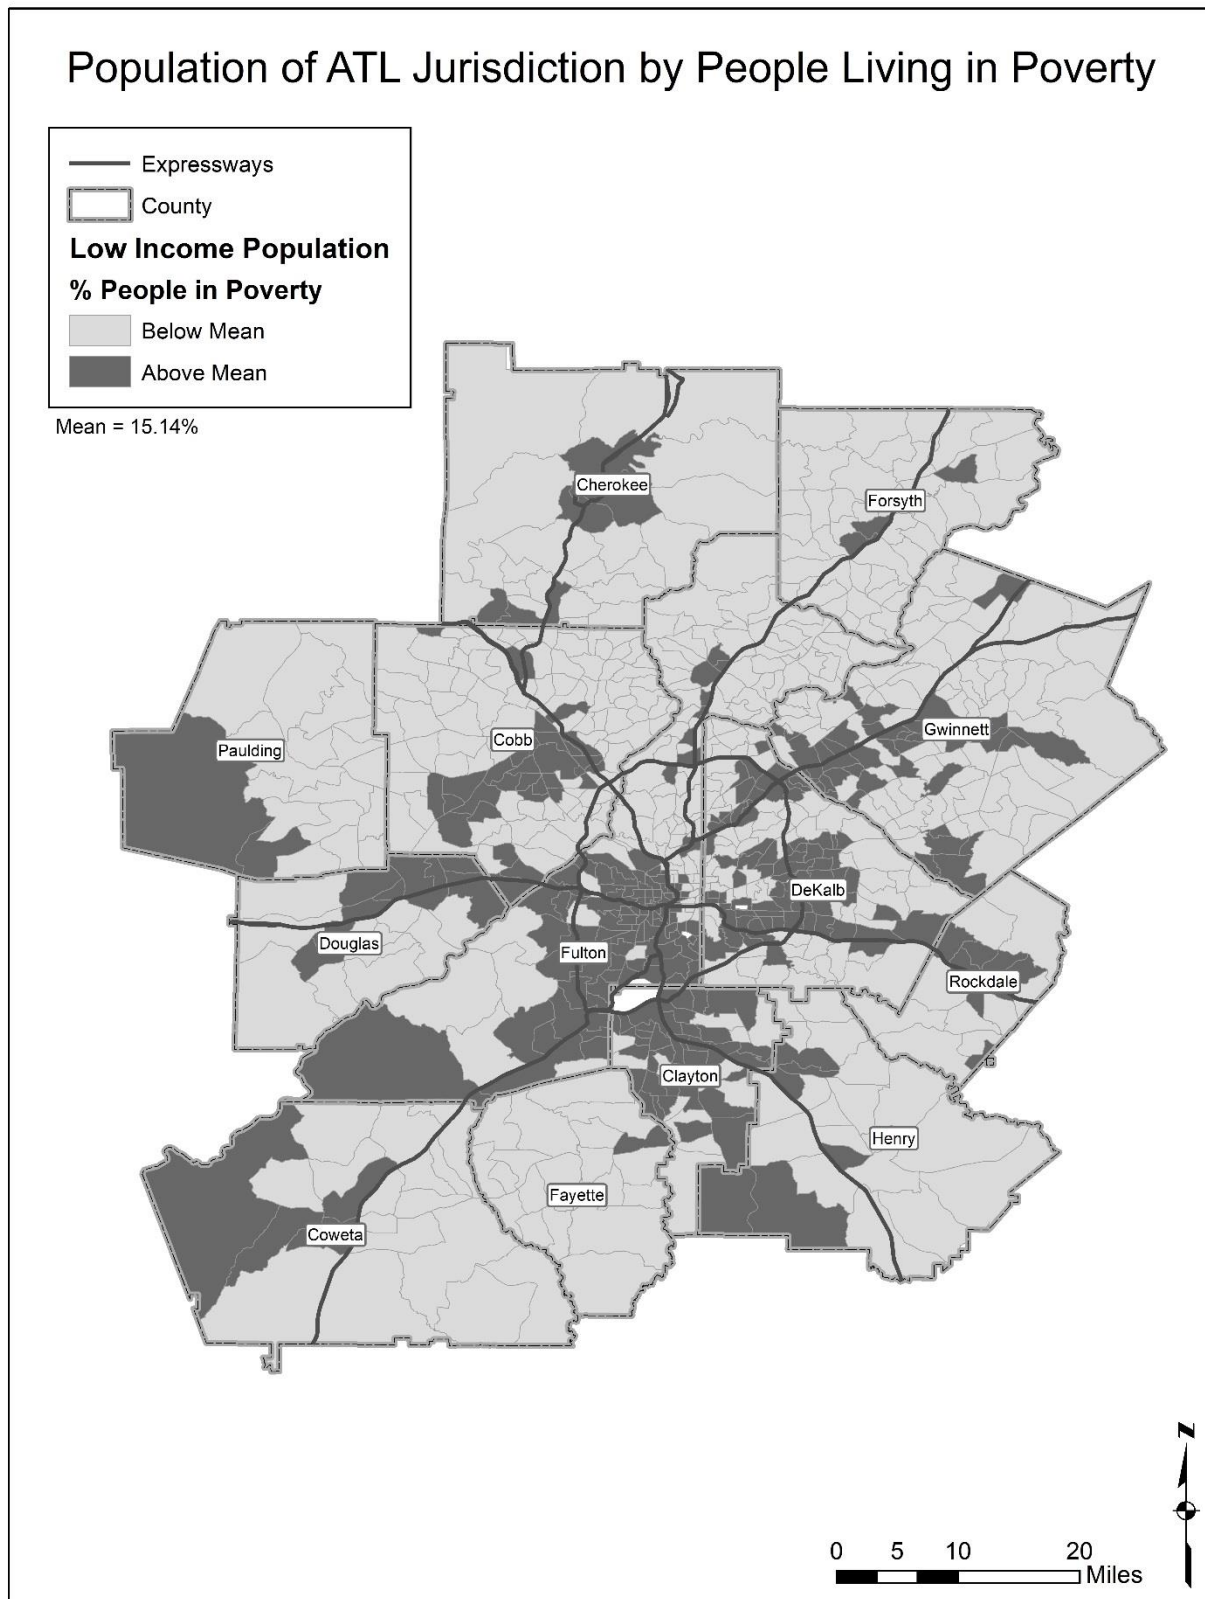 Population of ATL Jurisdiction by People Living in Poverty
Expressways
County
Low Income Population
% People in Poverty
Below Mean
Above Mean
Mean = 15.14%
Cherokee
Forsyth
Gwinnett
Cobb
Paulding
DeKalb
Douglas
Fulton
Rockdale
Clayton
Henry
Fayette
Coweta
N
0 5 10 20
Miles